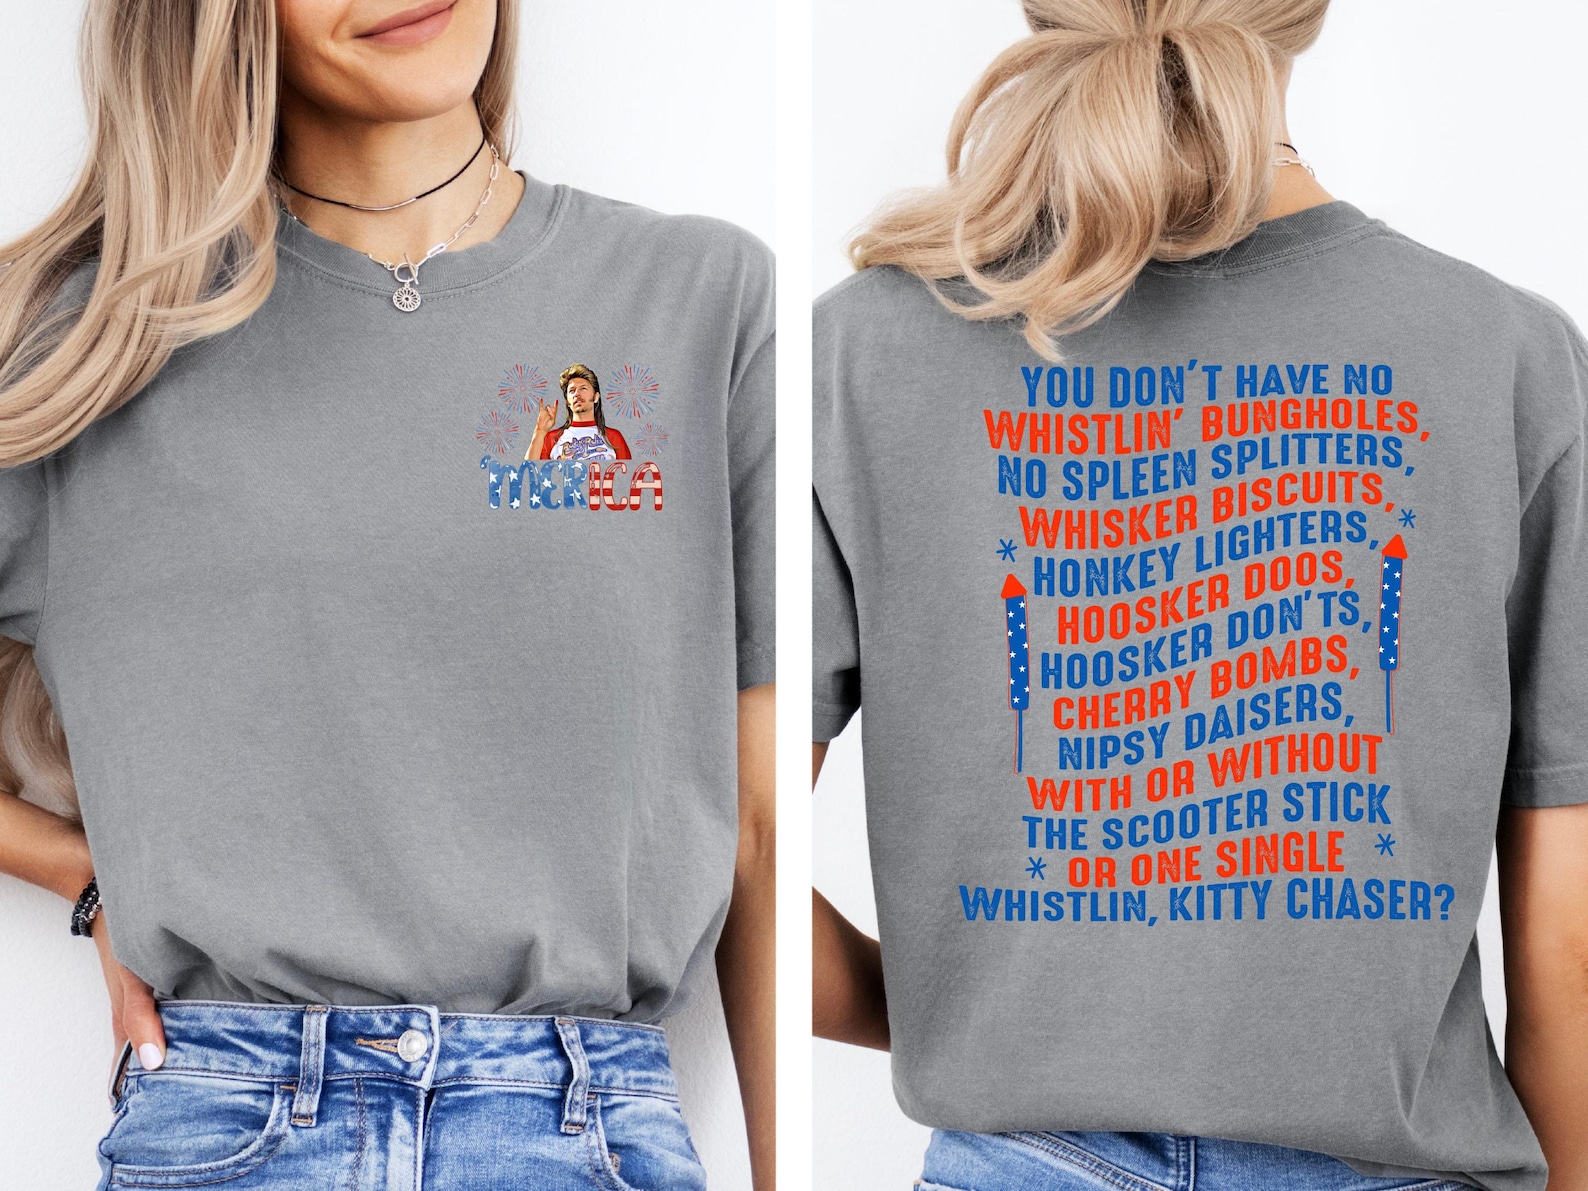 'MERICA
YOU DON'T HAVE NO
WHISTLIN' BUNGHOLES,
NO SPLEEN SPLITTERS,
WHISKER BISCUITS,
HONKEY LIGHTERS,
HOOSKER DOOS,
HOOSKER DON'TS,
CHERRY BOMBS,
NIPSY DAISERS,
WITH OR WITHOUT
THE SCOOTER STICK
OR ONE SINGLE
WHISTLIN, KITTY CHASER?